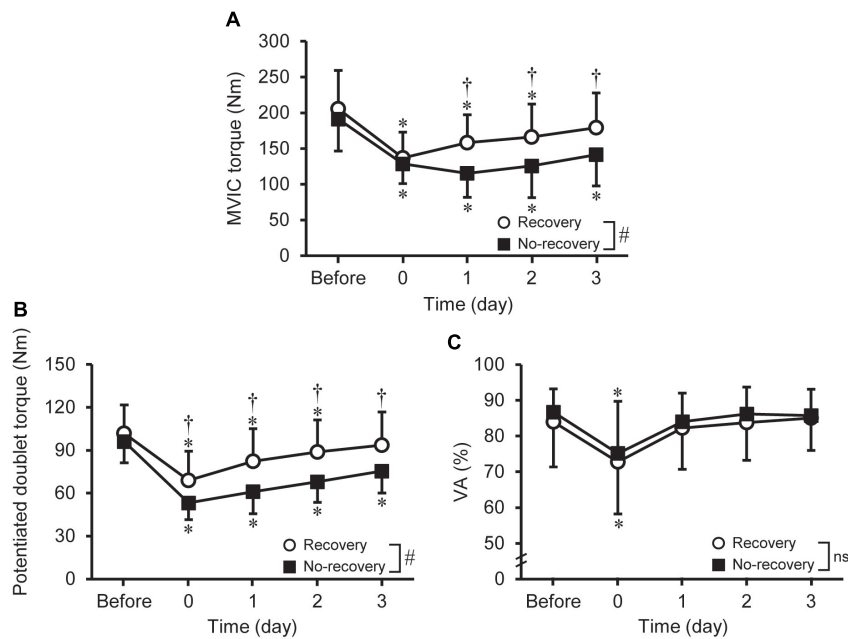 A
MVIC torque (Nm)
300
250
200
150
100
50
0
* †* †* †
* * * *
Recovery
No-recovery
#
Before 0 1 2 3
Time (day)
B
Potentiated doublet torque (Nm)
150
120
90
60
30
0
†* †* †* †
* * * *
Recovery
No-recovery
#
Before 0 1 2 3
Time (day)
C
VA (%)
100
90
80
70
60
50
0
*
*
Recovery
No-recovery
ns
Before 0 1 2 3
Time (day)